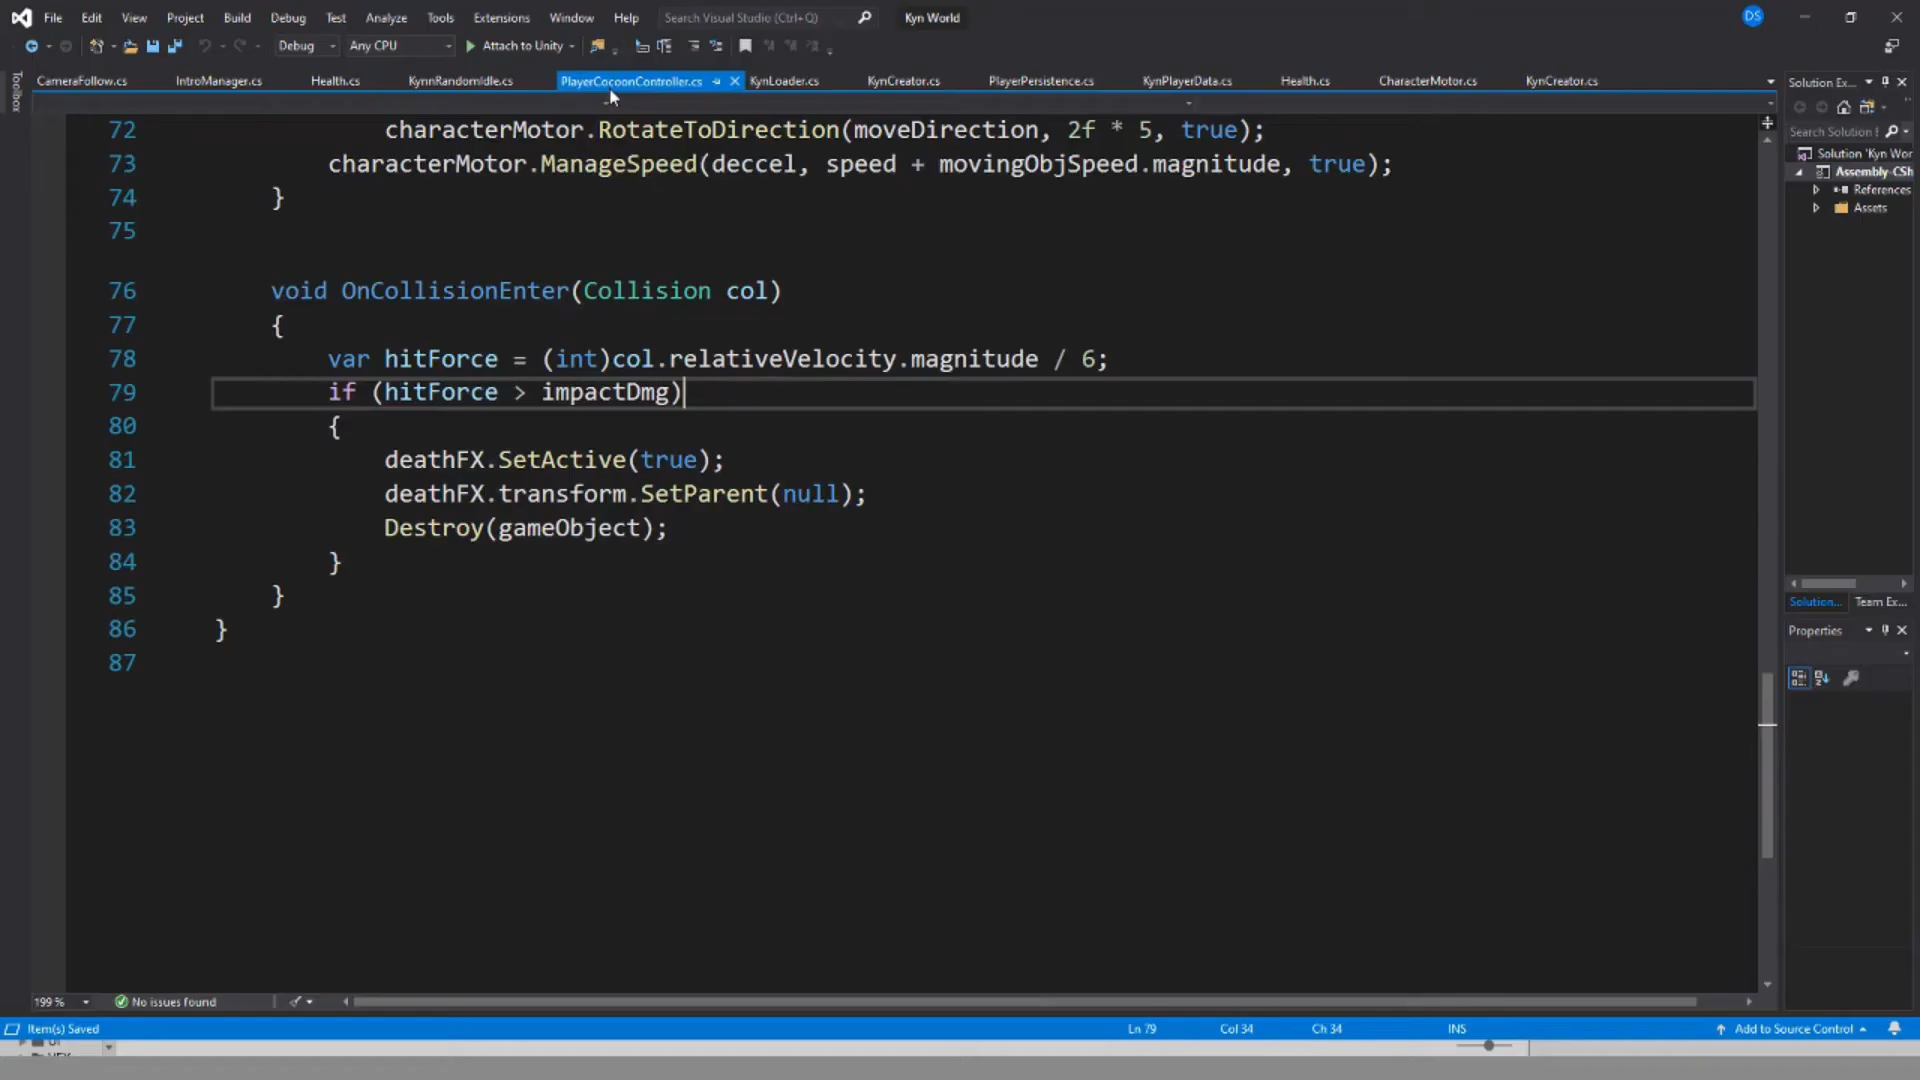 File Edit View Project Build Debug Test Analyze Tools Extensions Window Help Search Visual Studio (Ctrl+Q) Kyn World DS
Debug Any CPU Attach to Unity
Toolbox
CameraFollow.cs IntroManager.cs Health.cs KynnRandomIdle.cs PlayerCocoonController.cs KynLoader.cs KynCreator.cs PlayerPersistence.cs KynPlayerData.cs Health.cs CharacterMotor.cs KynCreator.cs
72 characterMotor.RotateToDirection(moveDirection, 2f * 5, true);
73 characterMotor.ManageSpeed(deccel, speed + movingObjSpeed.magnitude, true);
74 }
75
76 void OnCollisionEnter(Collision col)
77 {
78 var hitForce = (int)col.relativeVelocity.magnitude / 6;
79 if (hitForce > impactDmg)
80 {
81 deathFX.SetActive(true);
82 deathFX.transform.SetParent(null);
83 Destroy(gameObject);
84 }
85 }
86 }
87
Solution Ex...
Search Solution
Solution 'Kyn Wor
Assembly-CSh
References
Assets
Solution... Team Ex...
Properties
199 % No issues found
Item(s) Saved Ln 79 Col 34 Ch 34 INS Add to Source Control